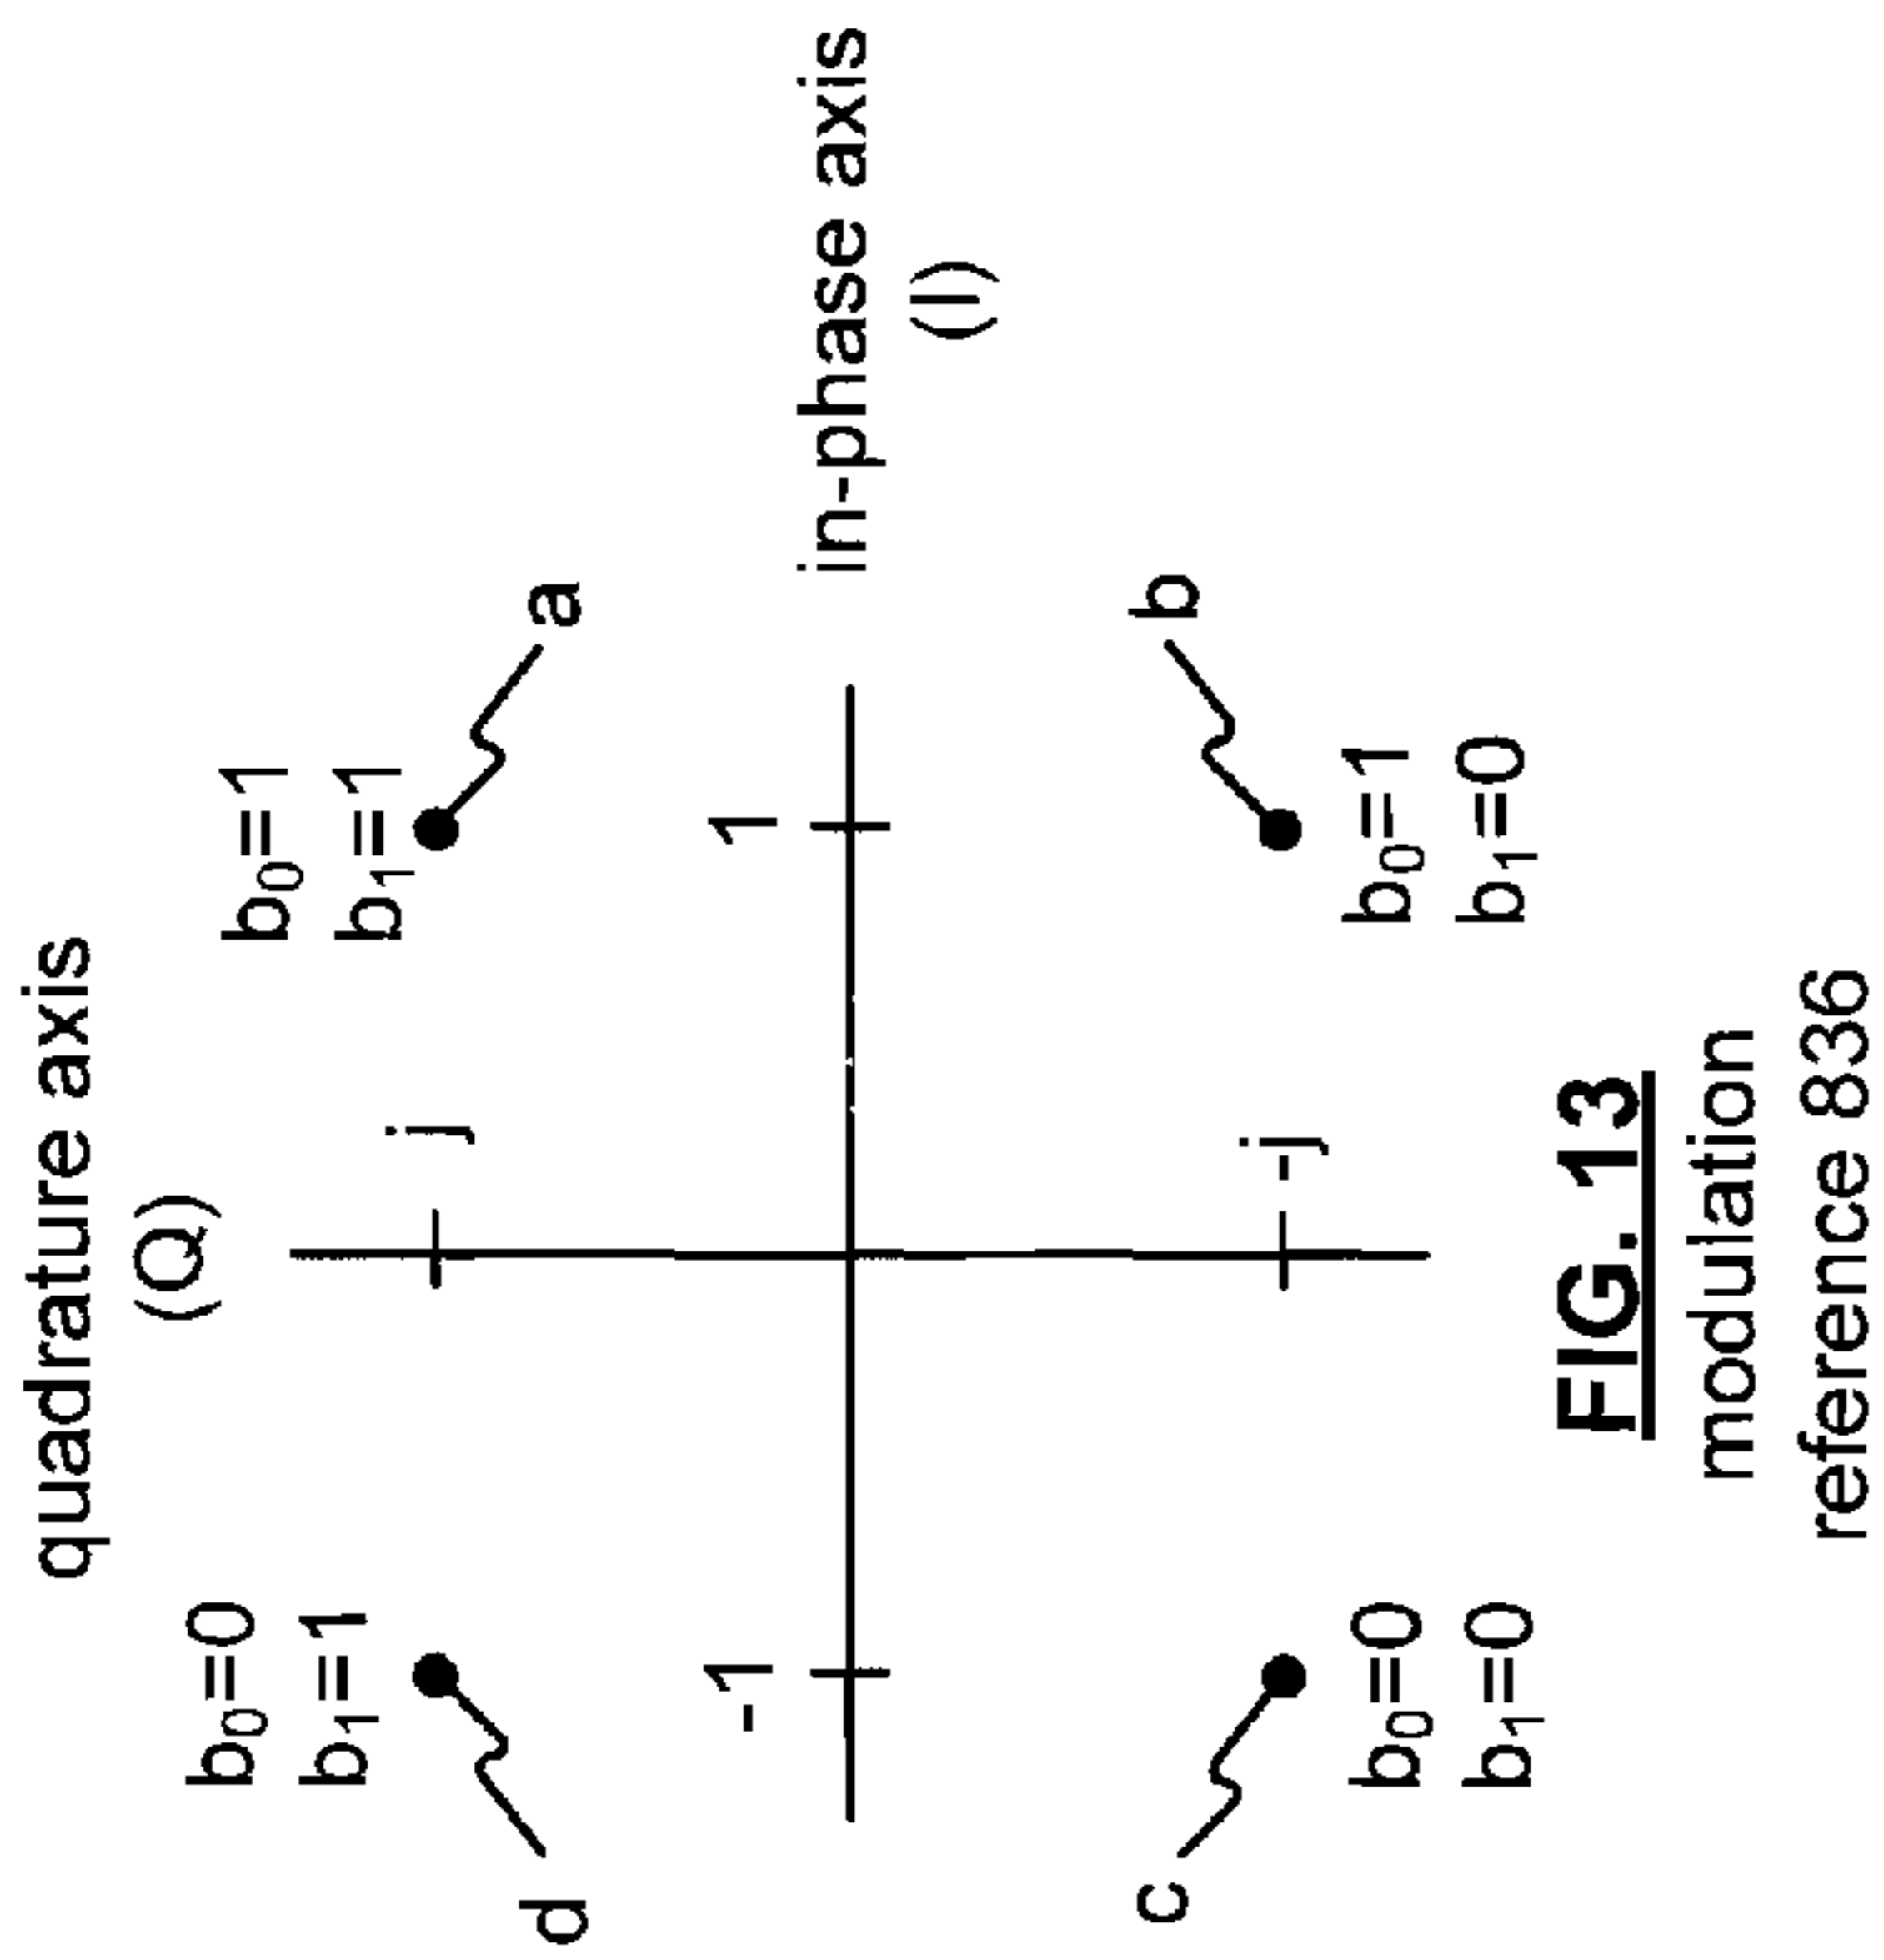 quadrature axis
(Q)
b₀=0
b₁=1
b₀=1
b₁=1
d
j
a
-1
1
in-phase axis
(I)
c
-j
b
b₀=0
b₁=0
b₀=1
b₁=0
FIG. 13
modulation
reference 836